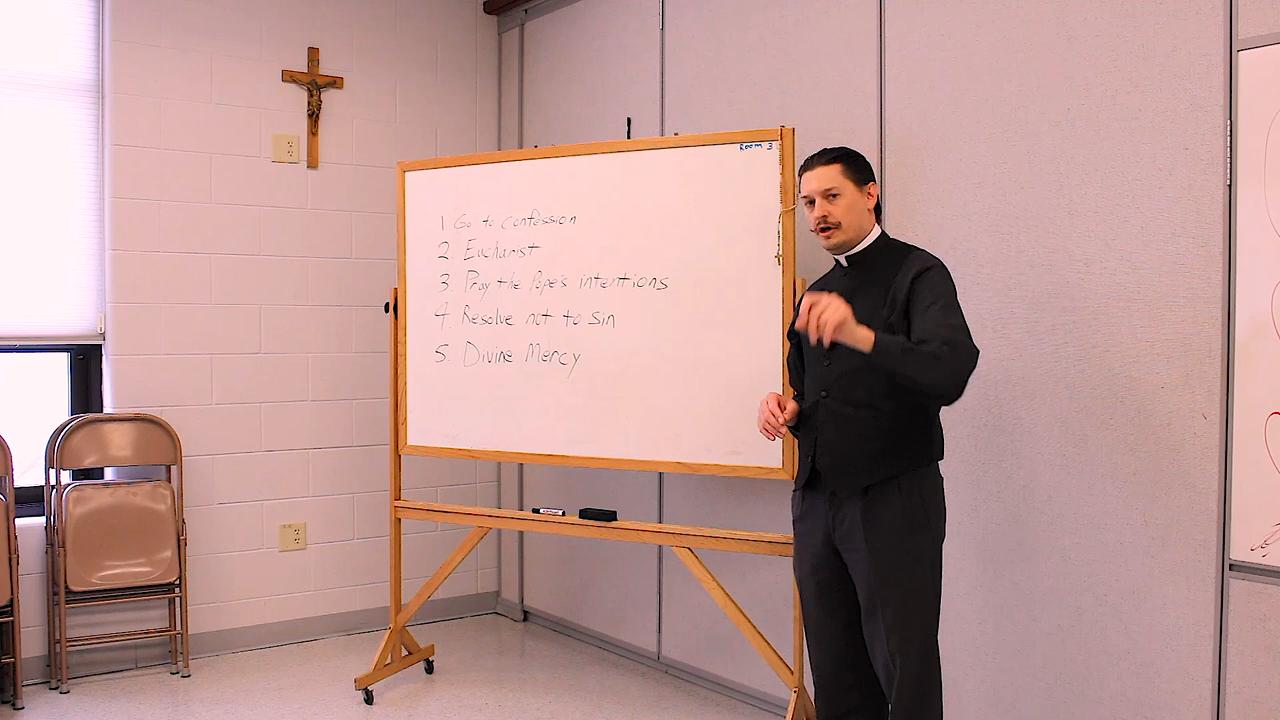 Room 3
1 Go to confession
2. Eucharist
3. Pray the Pope's intentions
4. Resolve not to sin
5. Divine Mercy